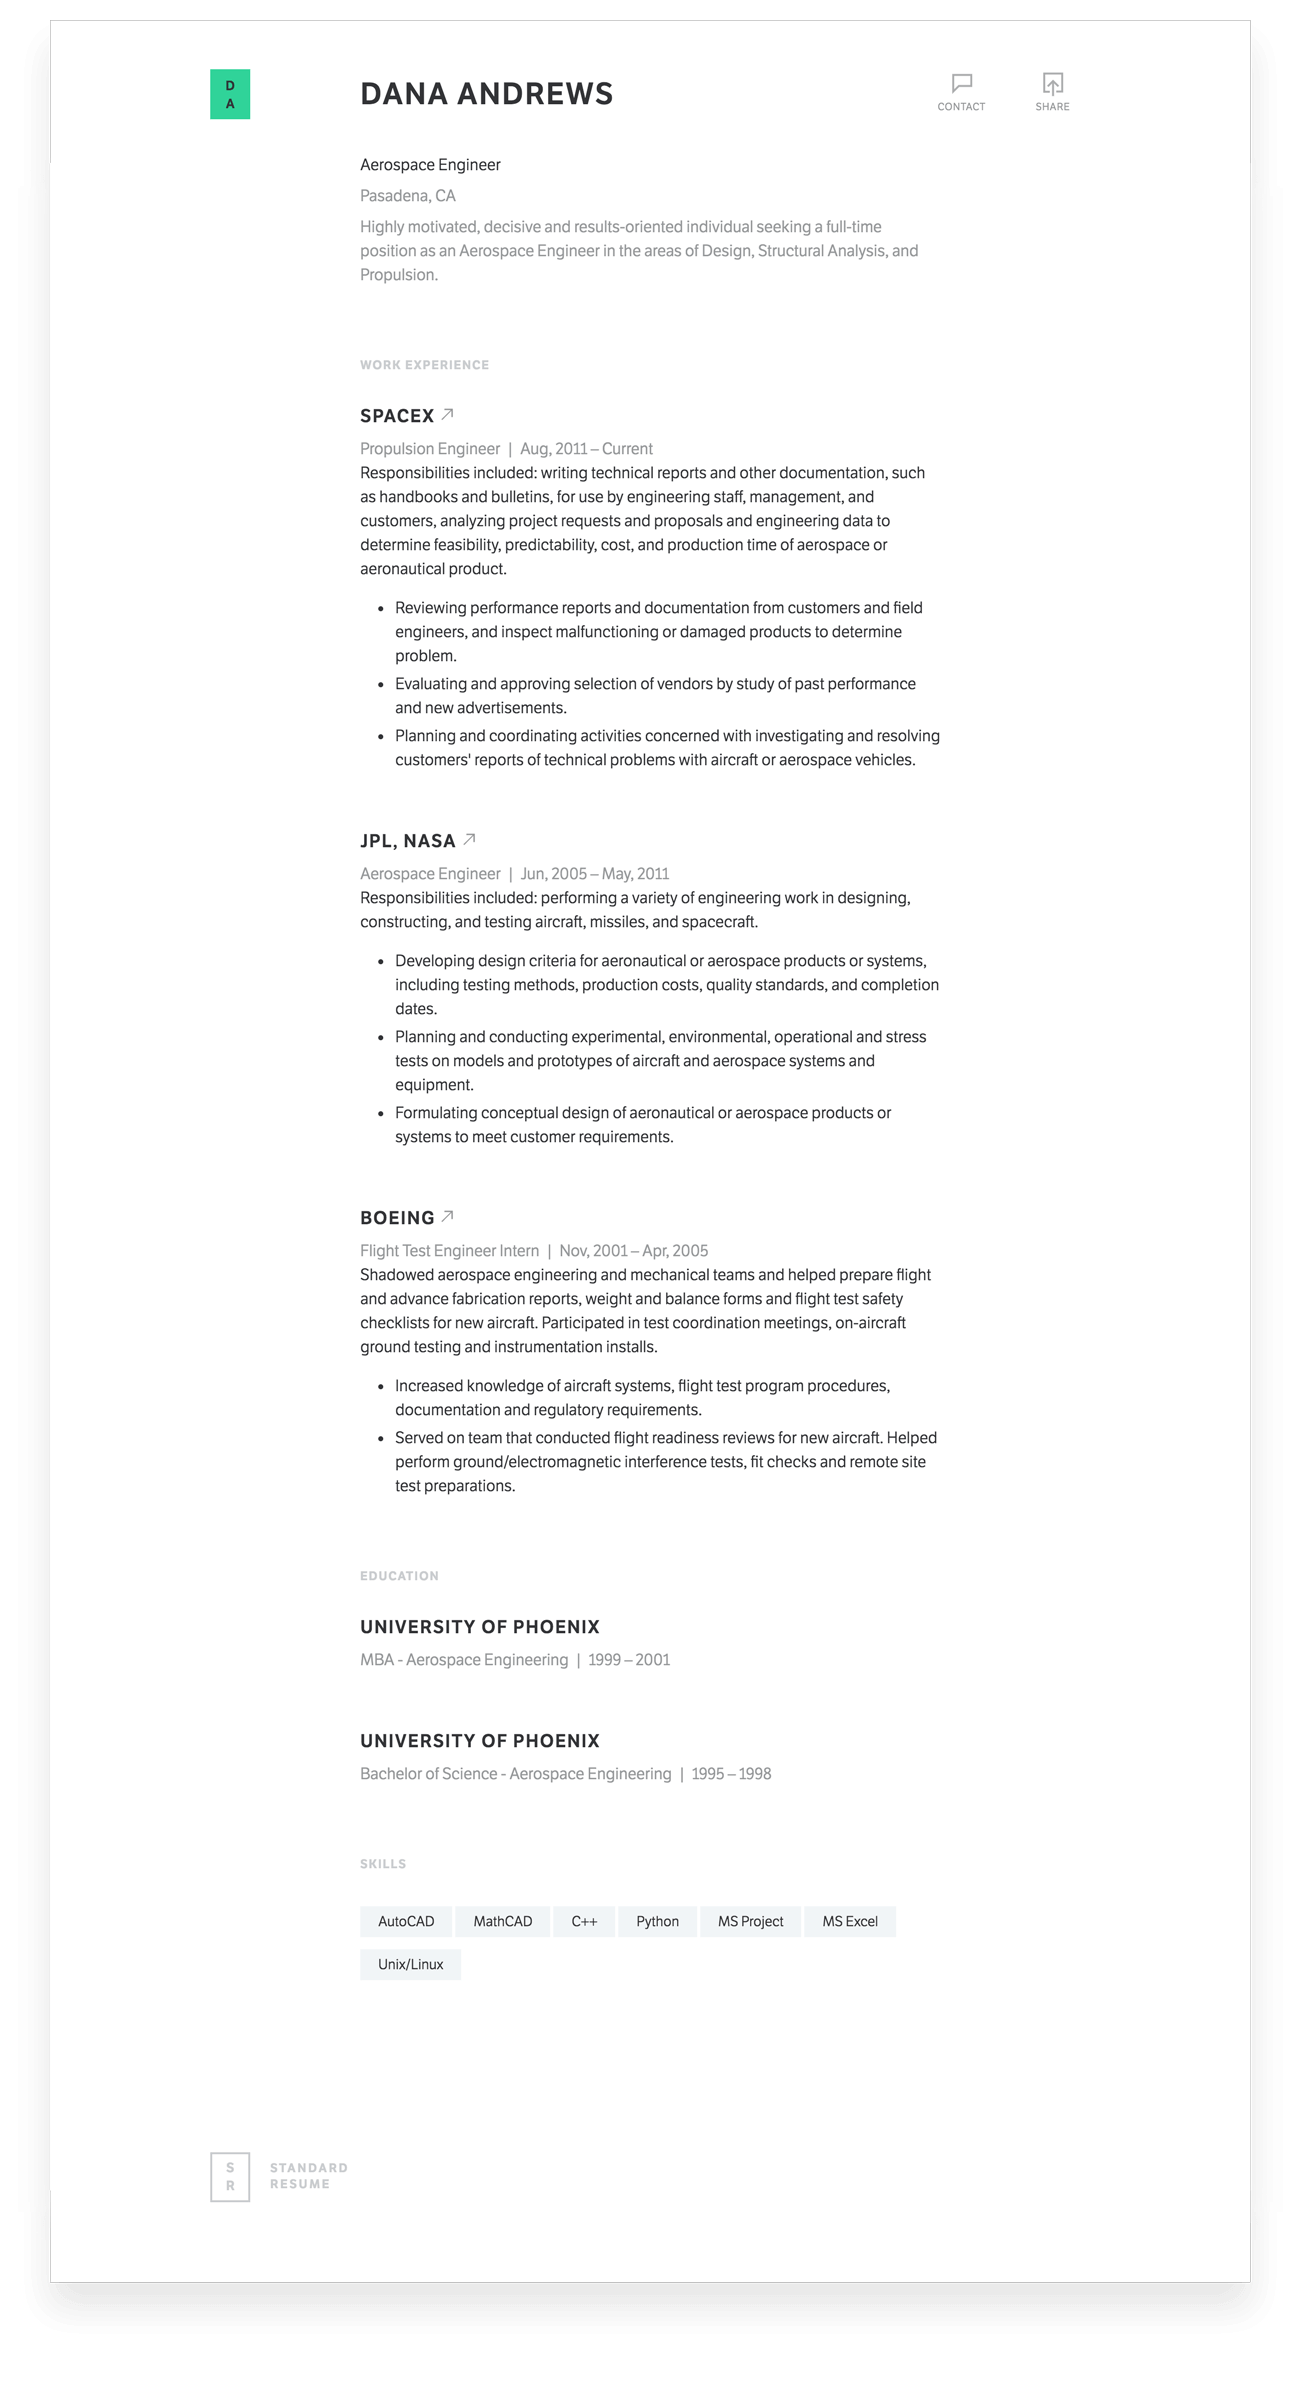 D
A
DANA ANDREWS
CONTACT
SHARE
Aerospace Engineer
Pasadena, CA
Highly motivated, decisive and results-oriented individual seeking a full-time
position as an Aerospace Engineer in the areas of Design, Structural Analysis, and
Propulsion.
WORK EXPERIENCE
SPACEX
Propulsion Engineer | Aug, 2011 – Current
Responsibilities included: writing technical reports and other documentation, such
as handbooks and bulletins, for use by engineering staff, management, and
customers, analyzing project requests and proposals and engineering data to
determine feasibility, predictability, cost, and production time of aerospace or
aeronautical product.
• Reviewing performance reports and documentation from customers and field
engineers, and inspect malfunctioning or damaged products to determine
problem.
• Evaluating and approving selection of vendors by study of past performance
and new advertisements.
• Planning and coordinating activities concerned with investigating and resolving
customers' reports of technical problems with aircraft or aerospace vehicles.
JPL, NASA
Aerospace Engineer | Jun, 2005 – May, 2011
Responsibilities included: performing a variety of engineering work in designing,
constructing, and testing aircraft, missiles, and spacecraft.
• Developing design criteria for aeronautical or aerospace products or systems,
including testing methods, production costs, quality standards, and completion
dates.
• Planning and conducting experimental, environmental, operational and stress
tests on models and prototypes of aircraft and aerospace systems and
equipment.
• Formulating conceptual design of aeronautical or aerospace products or
systems to meet customer requirements.
BOEING
Flight Test Engineer Intern | Nov, 2001 – Apr, 2005
Shadowed aerospace engineering and mechanical teams and helped prepare flight
and advance fabrication reports, weight and balance forms and flight test safety
checklists for new aircraft. Participated in test coordination meetings, on-aircraft
ground testing and instrumentation installs.
• Increased knowledge of aircraft systems, flight test program procedures,
documentation and regulatory requirements.
• Served on team that conducted flight readiness reviews for new aircraft. Helped
perform ground/electromagnetic interference tests, fit checks and remote site
test preparations.
EDUCATION
UNIVERSITY OF PHOENIX
MBA - Aerospace Engineering | 1999 – 2001
UNIVERSITY OF PHOENIX
Bachelor of Science - Aerospace Engineering | 1995 – 1998
SKILLS
AutoCAD MathCAD C++ Python MS Project MS Excel
Unix/Linux
S
R
STANDARD
RESUME